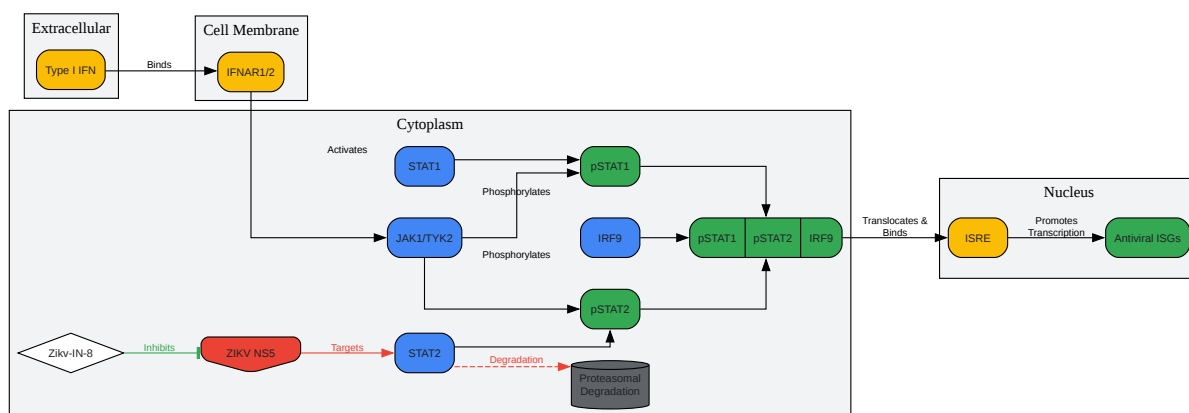 Extracellular
Cell Membrane
Type I IFN
Binds
IFNAR1/2
Cytoplasm
Activates
STAT1
pSTAT1
Phosphorylates
Nucleus
JAK1/TYK2
IRF9
pSTAT1
pSTAT2
IRF9
Translocates &
Binds
ISRE
Promotes
Transcription
Antiviral ISGs
Phosphorylates
pSTAT2
Zikv-IN-8
Inhibits
ZIKV NS5
Targets
STAT2
Degradation
Proteasomal
Degradation